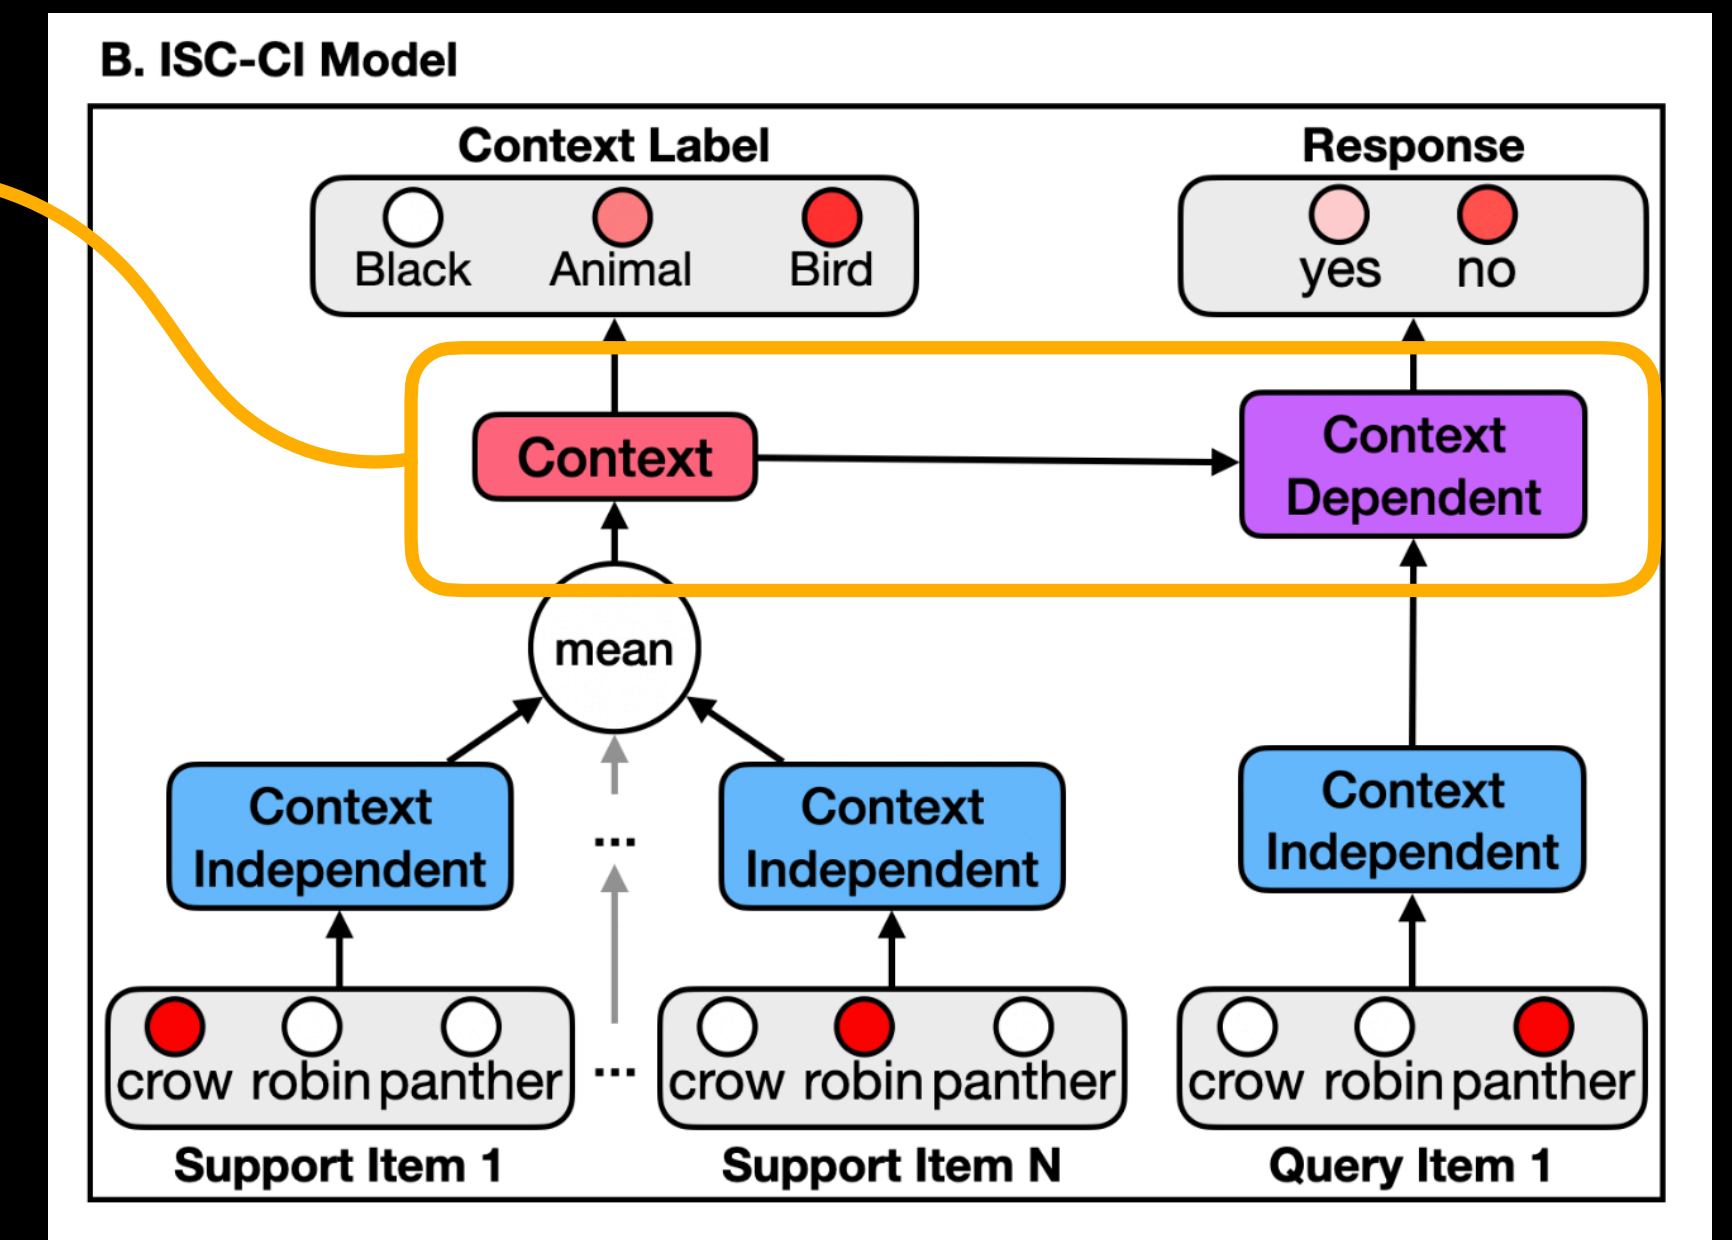 B. ISC-CI Model
Context Label
Response
Black Animal Bird
yes no
Context
Context
Dependent
mean
Context
Independent
...
Context
Independent
Context
Independent
crow robin panther
...
crow robin panther
crow robin panther
Support Item 1
Support Item N
Query Item 1